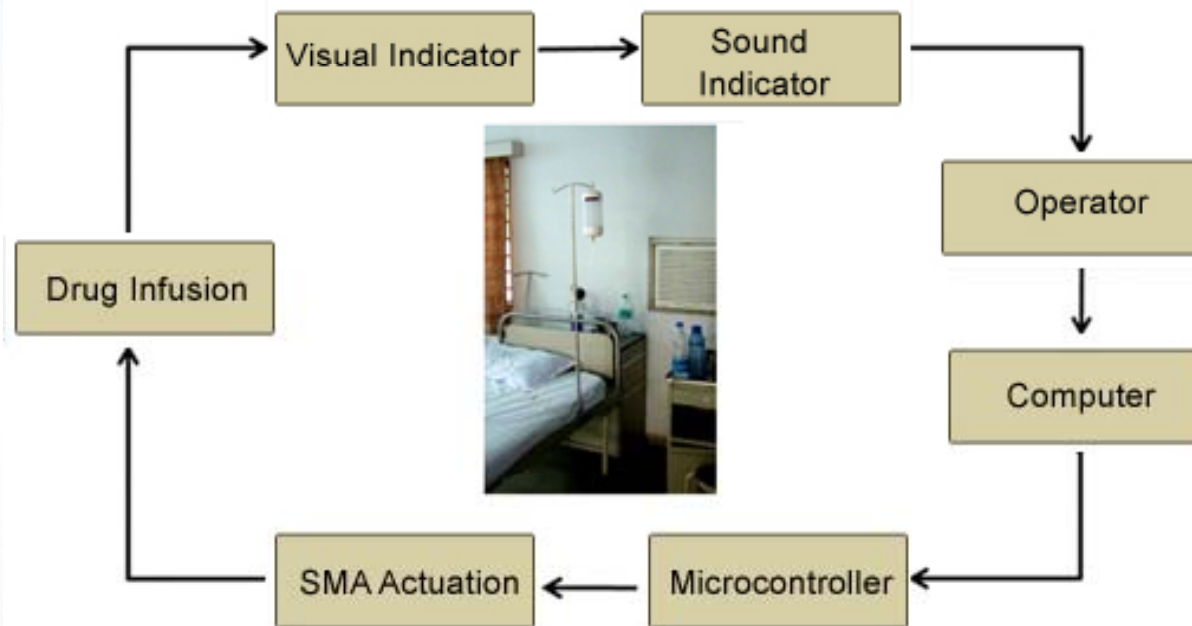 Visual Indicator
Sound
Indicator
Operator
Computer
Microcontroller
SMA Actuation
Drug Infusion